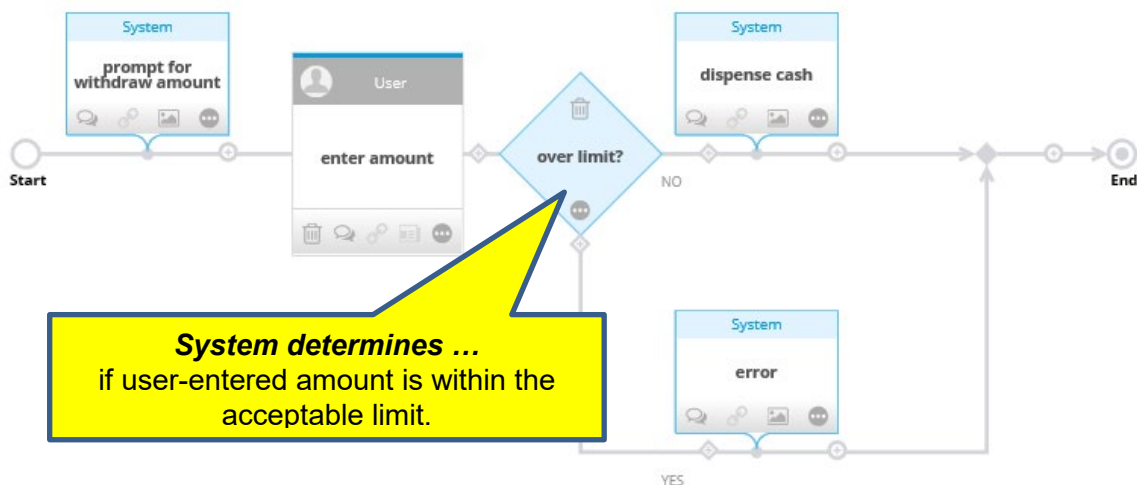 System
prompt for
withdraw amount
User
enter amount
over limit?
System
dispense cash
Start
NO
End
System determines …
if user-entered amount is within the
acceptable limit.
System
error
YES